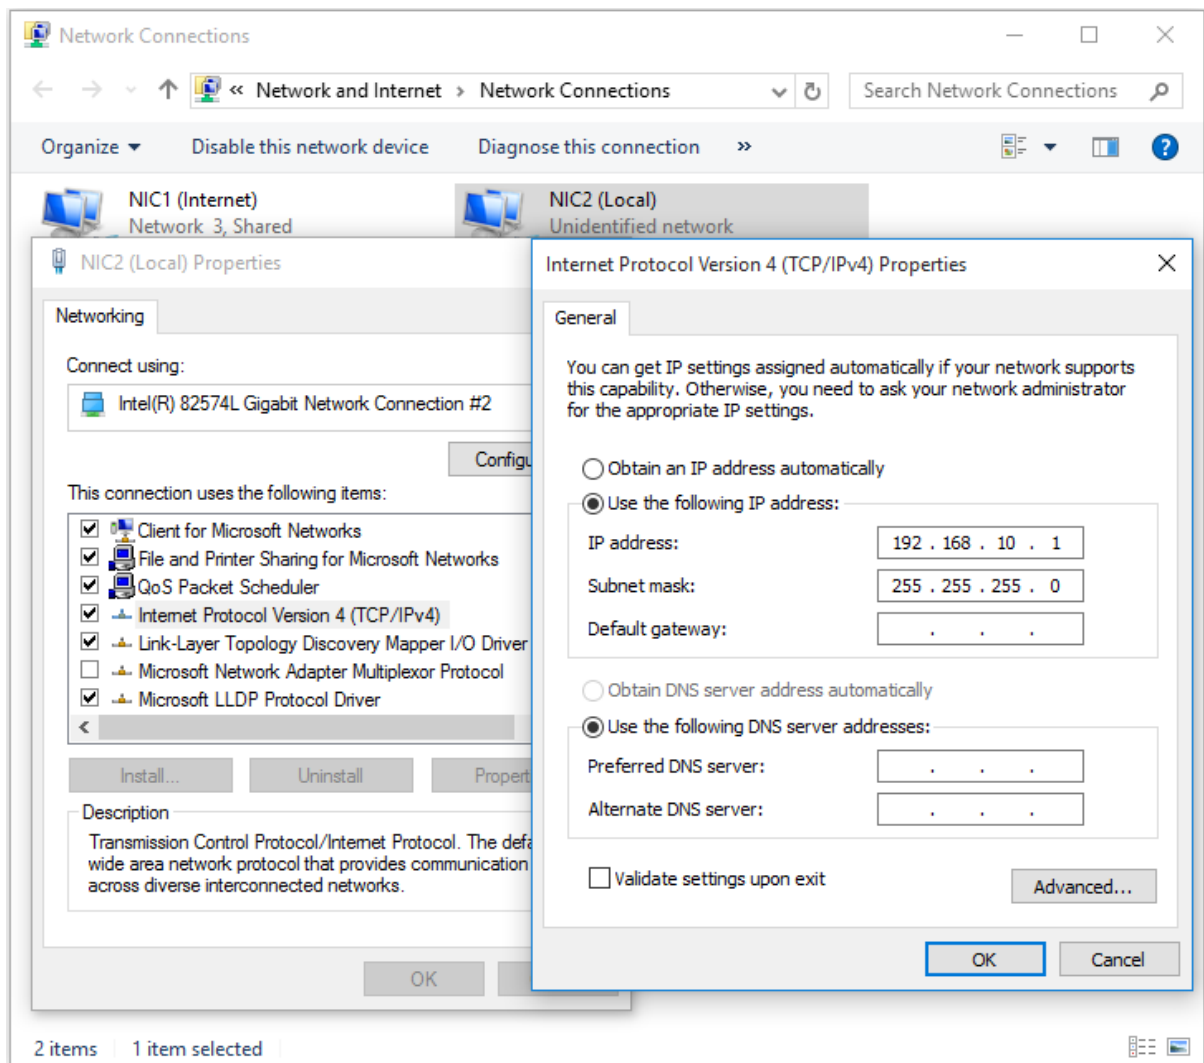 Network Connections
« Network and Internet › Network Connections
Search Network Connections
Organize
Disable this network device
Diagnose this connection
»
NIC1 (Internet)
Network 3, Shared
NIC2 (Local)
Unidentified network
NIC2 (Local) Properties
Networking
Connect using:
Intel(R) 82574L Gigabit Network Connection #2
Configu
This connection uses the following items:
Client for Microsoft Networks
File and Printer Sharing for Microsoft Networks
QoS Packet Scheduler
Internet Protocol Version 4 (TCP/IPv4)
Link-Layer Topology Discovery Mapper I/O Driver
Microsoft Network Adapter Multiplexor Protocol
Microsoft LLDP Protocol Driver
Install...
Uninstall
Propert
Description
Transmission Control Protocol/Internet Protocol. The defa
wide area network protocol that provides communication
across diverse interconnected networks.
OK
Internet Protocol Version 4 (TCP/IPv4) Properties
General
You can get IP settings assigned automatically if your network supports
this capability. Otherwise, you need to ask your network administrator
for the appropriate IP settings.
Obtain an IP address automatically
Use the following IP address:
IP address: 192 . 168 . 10 . 1
Subnet mask: 255 . 255 . 255 . 0
Default gateway: . . .
Obtain DNS server address automatically
Use the following DNS server addresses:
Preferred DNS server: . . .
Alternate DNS server: . . .
Validate settings upon exit
Advanced...
OK
Cancel
2 items
1 item selected